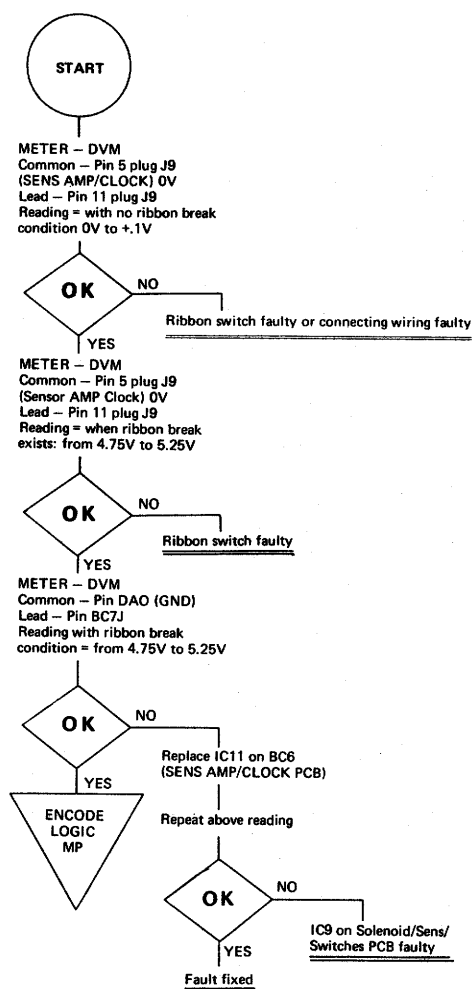 START
METER – DVM
Common – Pin 5 plug J9
(SENS AMP/CLOCK) 0V
Lead – Pin 11 plug J9
Reading = with no ribbon break
condition 0V to +.1V
OK
NO
Ribbon switch faulty or connecting wiring faulty
YES
METER – DVM
Common – Pin 5 plug J9
(Sensor AMP Clock) 0V
Lead – Pin 11 plug J9
Reading = when ribbon break
exists: from 4.75V to 5.25V
OK
NO
Ribbon switch faulty
YES
METER – DVM
Common – Pin DAO (GND)
Lead – Pin BC7J
Reading with ribbon break
condition = from 4.75V to 5.25V
OK
NO
Replace IC11 on BC6
(SENS AMP/CLOCK PCB)
YES
ENCODE
LOGIC
MP
Repeat above reading
OK
NO
IC9 on Solenoid/Sens/
Switches PCB faulty
YES
Fault fixed